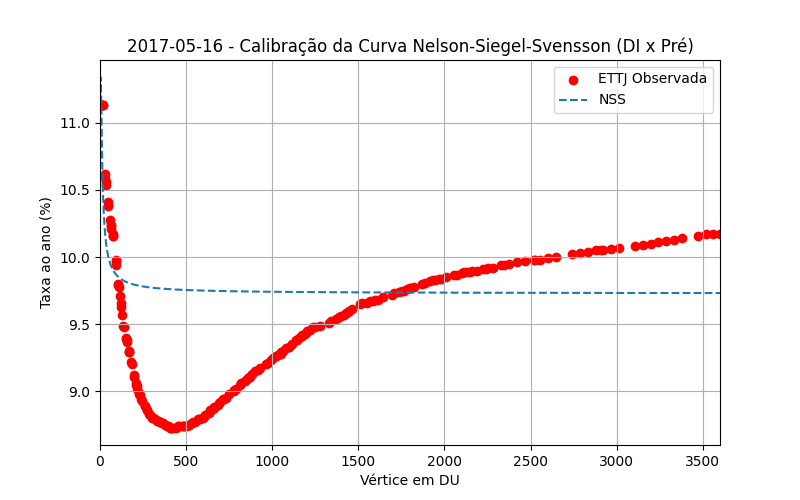 2017-05-16 - Calibração da Curva Nelson-Siegel-Svensson (DI x Pré)
ETTJ Observada
NSS
Taxa ao ano (%)
11.0
10.5
10.0
9.5
9.0
0 500 1000 1500 2000 2500 3000 3500
Vértice em DU